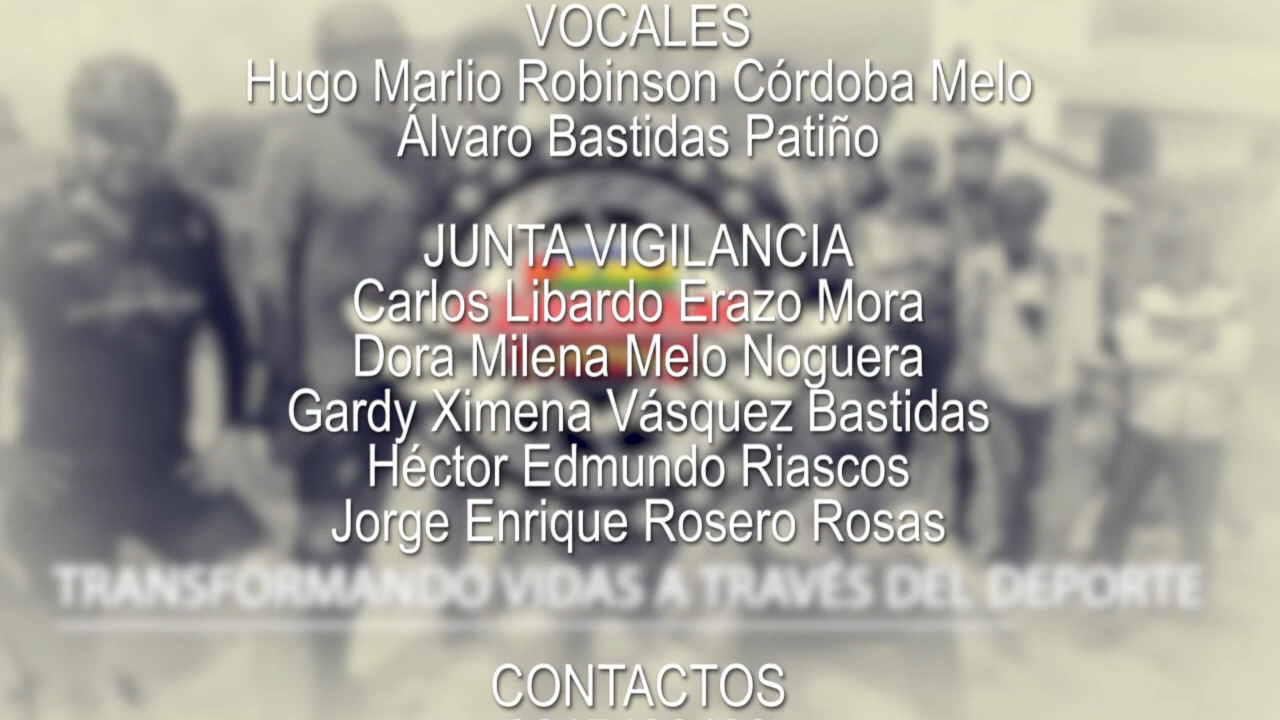 VOCALES
Hugo Marlio Robinson Córdoba Melo
Álvaro Bastidas Patiño
JUNTA VIGILANCIA
Carlos Libardo Erazo Mora
Dora Milena Melo Noguera
Gardy Ximena Vásquez Bastidas
Héctor Edmundo Riascos
Jorge Enrique Rosero Rosas
TRANSFORMANDO VIDAS A TRAVÉS DEL DEPORTE
CONTACTOS